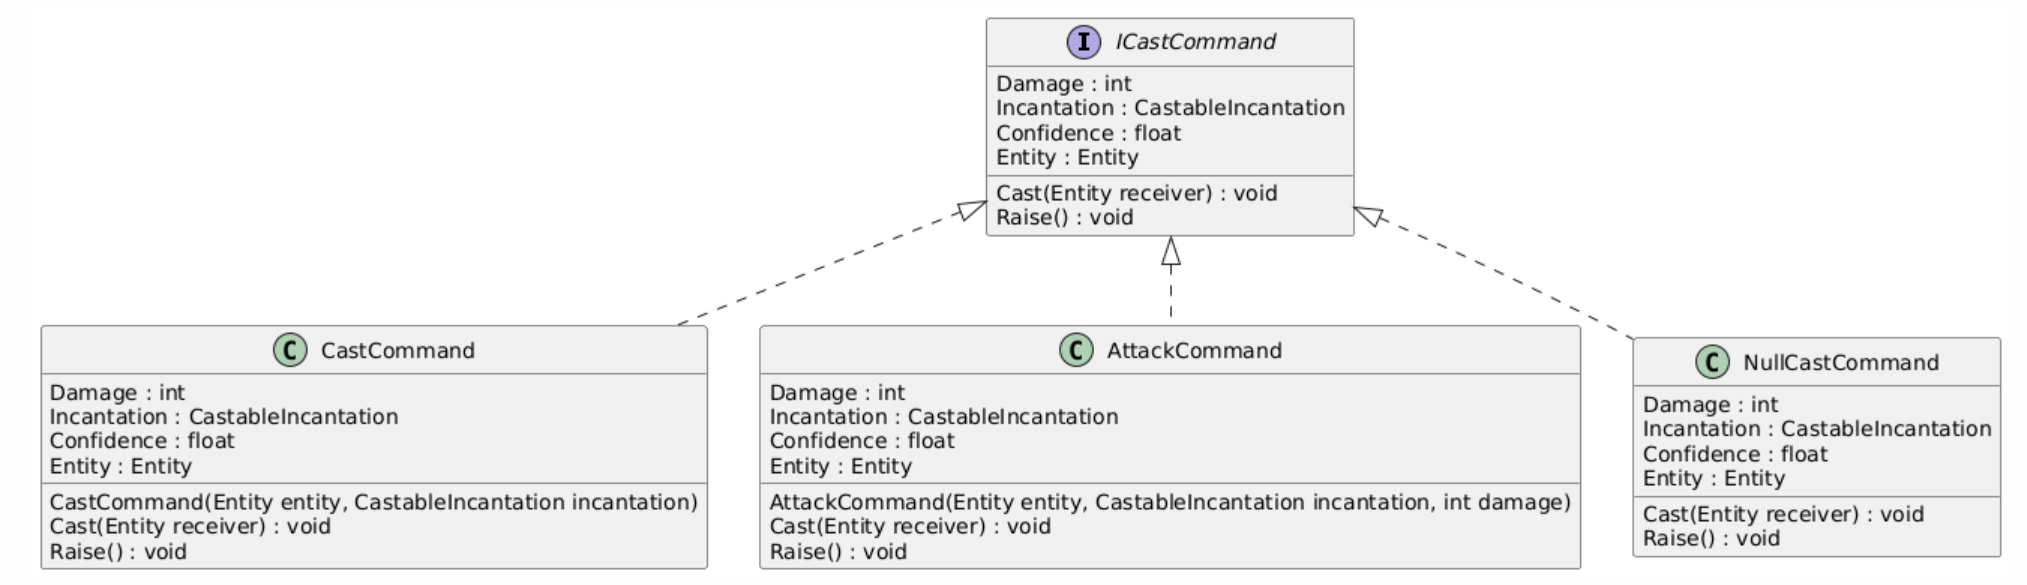 I ICastCommand
Damage : int
Incantation : CastableIncantation
Confidence : float
Entity : Entity
Cast(Entity receiver) : void
Raise() : void
C CastCommand
Damage : int
Incantation : CastableIncantation
Confidence : float
Entity : Entity
CastCommand(Entity entity, CastableIncantation incantation)
Cast(Entity receiver) : void
Raise() : void
C AttackCommand
Damage : int
Incantation : CastableIncantation
Confidence : float
Entity : Entity
AttackCommand(Entity entity, CastableIncantation incantation, int damage)
Cast(Entity receiver) : void
Raise() : void
C NullCastCommand
Damage : int
Incantation : CastableIncantation
Confidence : float
Entity : Entity
Cast(Entity receiver) : void
Raise() : void